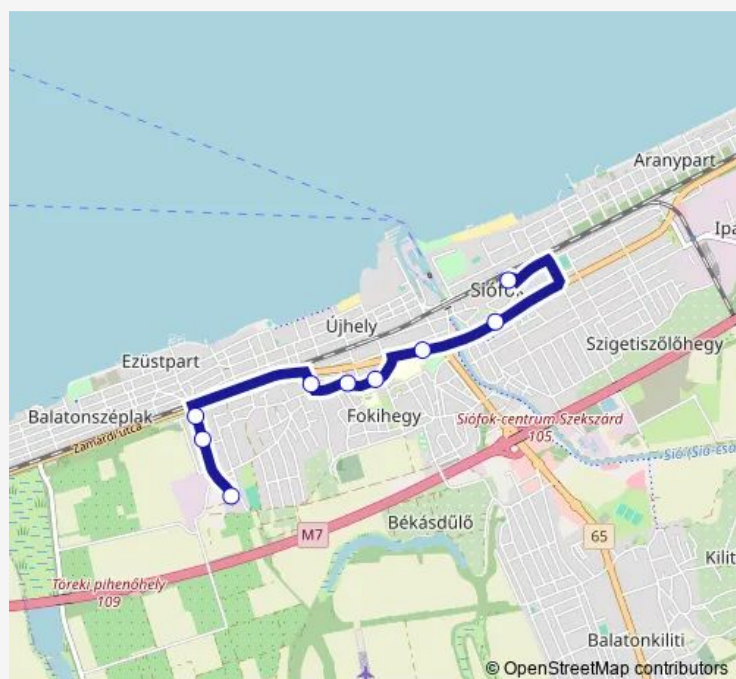 Aranypart
Ipa
Siófok
Újhely
Szigetiszőlőhegy
Ezüstpart
Balatonszéplak
Zamárdi utca
Fokihegy
Siófok-centrum Szekszárd
105
Sió (Sió-csa
M7
Békásdűlő
65
Töreki pihenőhely
109
Kilit
Balatonkiliti
© OpenStreetMap contributors